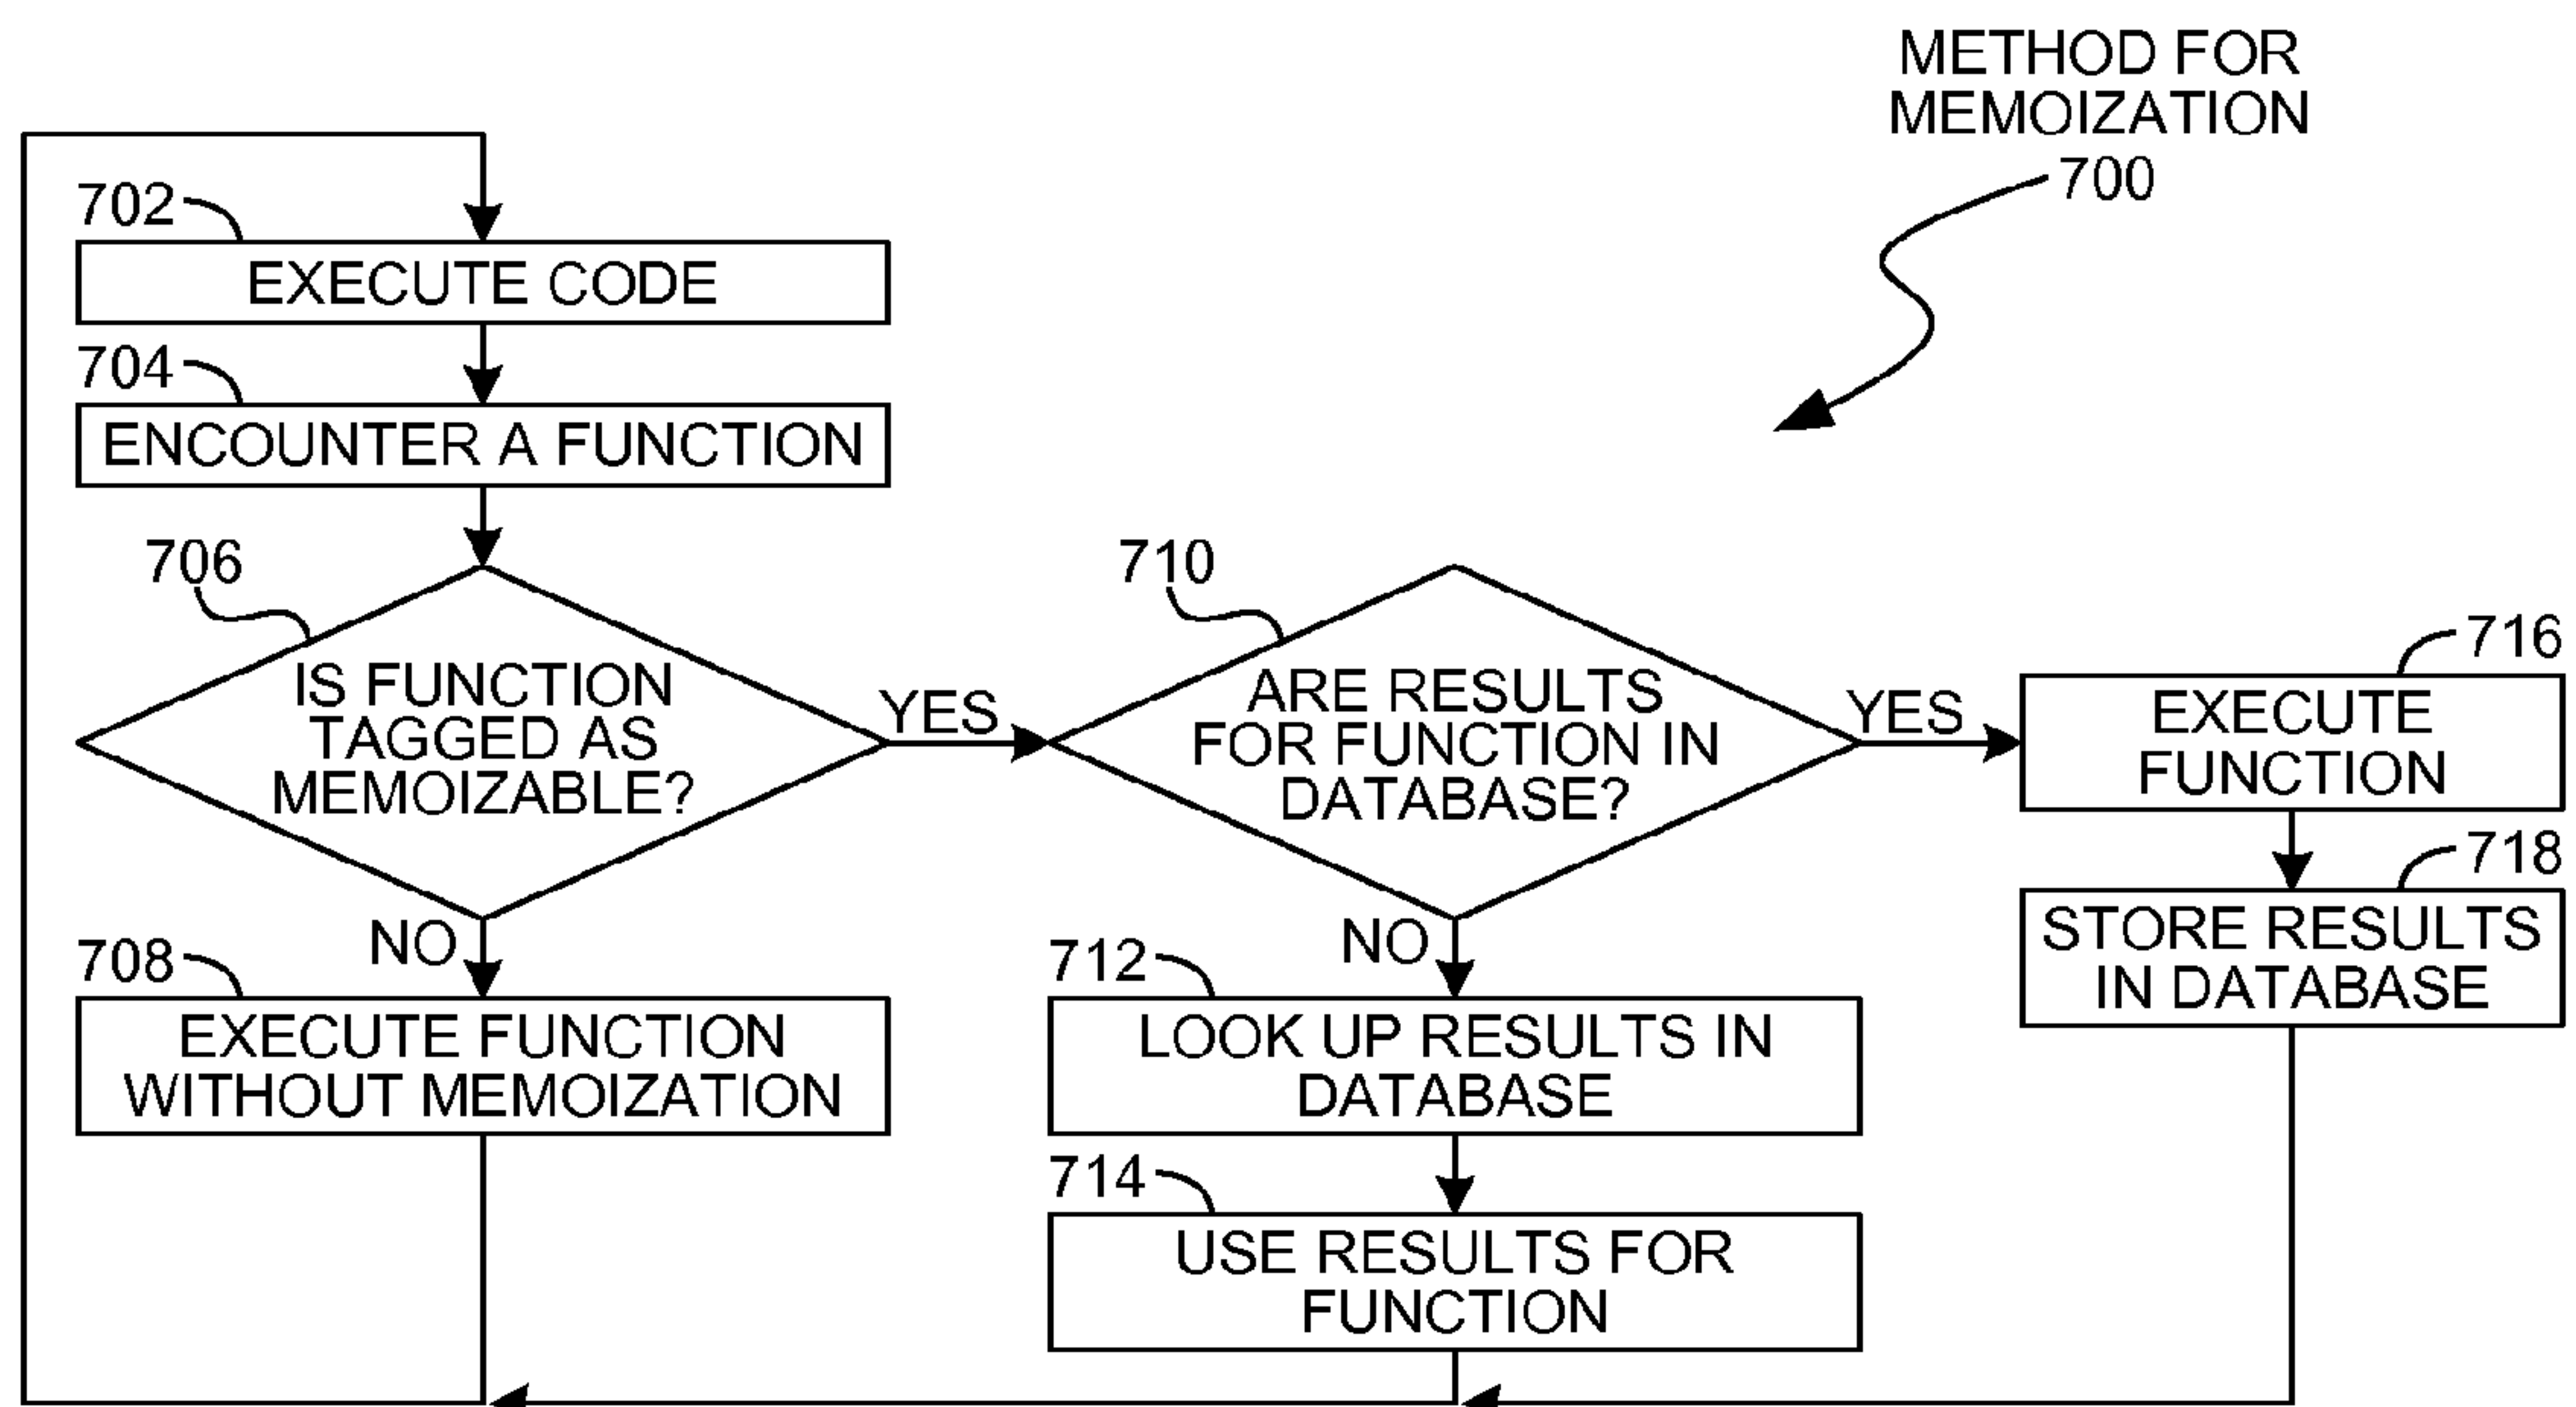 METHOD FOR
MEMOIZATION
700
702
EXECUTE CODE
704
ENCOUNTER A FUNCTION
706
IS FUNCTION
TAGGED AS
MEMOIZABLE?
YES
NO
708
EXECUTE FUNCTION
WITHOUT MEMOIZATION
710
ARE RESULTS
FOR FUNCTION IN
DATABASE?
YES
NO
712
LOOK UP RESULTS IN
DATABASE
714
USE RESULTS FOR
FUNCTION
716
EXECUTE
FUNCTION
718
STORE RESULTS
IN DATABASE